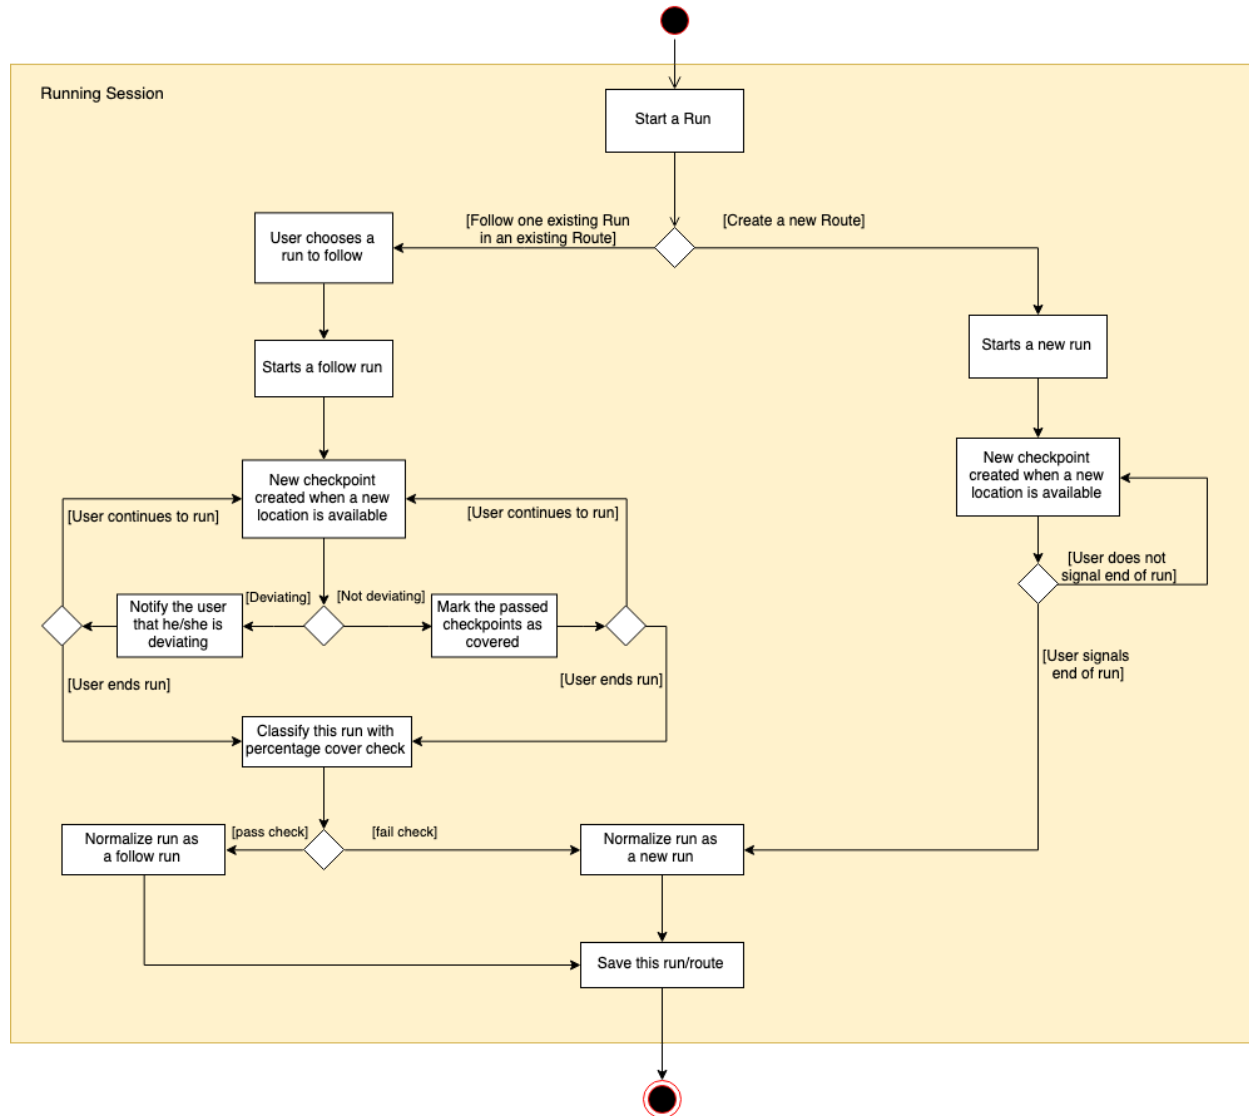 Running Session
Start a Run
[Follow one existing Run
in an existing Route]
[Create a new Route]
User chooses a
run to follow
Starts a new run
Starts a follow run
New checkpoint
created when a new
location is available
New checkpoint
created when a new
location is available
[User continues to run]
[User continues to run]
[User does not
signal end of run]
Notify the user
that he/she is
deviating
[Deviating]
[Not deviating]
Mark the passed
checkpoints as
covered
[User signals
end of run]
[User ends run]
[User ends run]
Classify this run with
percentage cover check
Normalize run as
a follow run
[pass check]
[fail check]
Normalize run as
a new run
Save this run/route